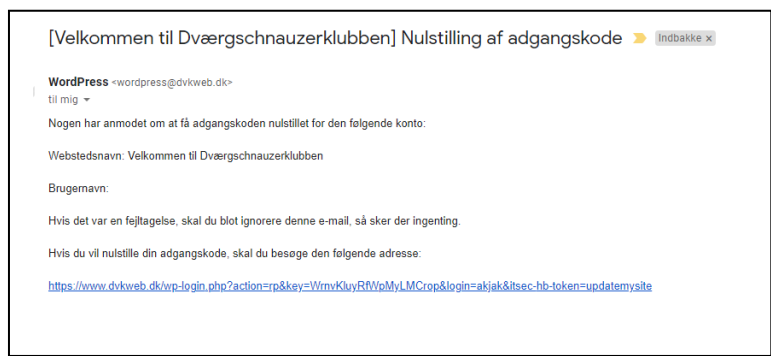 [Velkommen til Dværgschnauzerklubben] Nulstilling af adgangskode Indbakke x
WordPress <wordpress@dvkweb.dk>
til mig
Nogen har anmodet om at få adgangskoden nulstillet for den følgende konto:
Webstedsnavn: Velkommen til Dværgschnauzerklubben
Brugernavn:
Hvis det var en fejltagelse, skal du blot ignorere denne e-mail, så sker der ingenting.
Hvis du vil nulstille din adgangskode, skal du besøge den følgende adresse:
https://www.dvkweb.dk/wp-login.php?action=rp&key=WrnvKluyRfWpMyLMCrop&login=akjak&itsec-hb-token=updatemysite